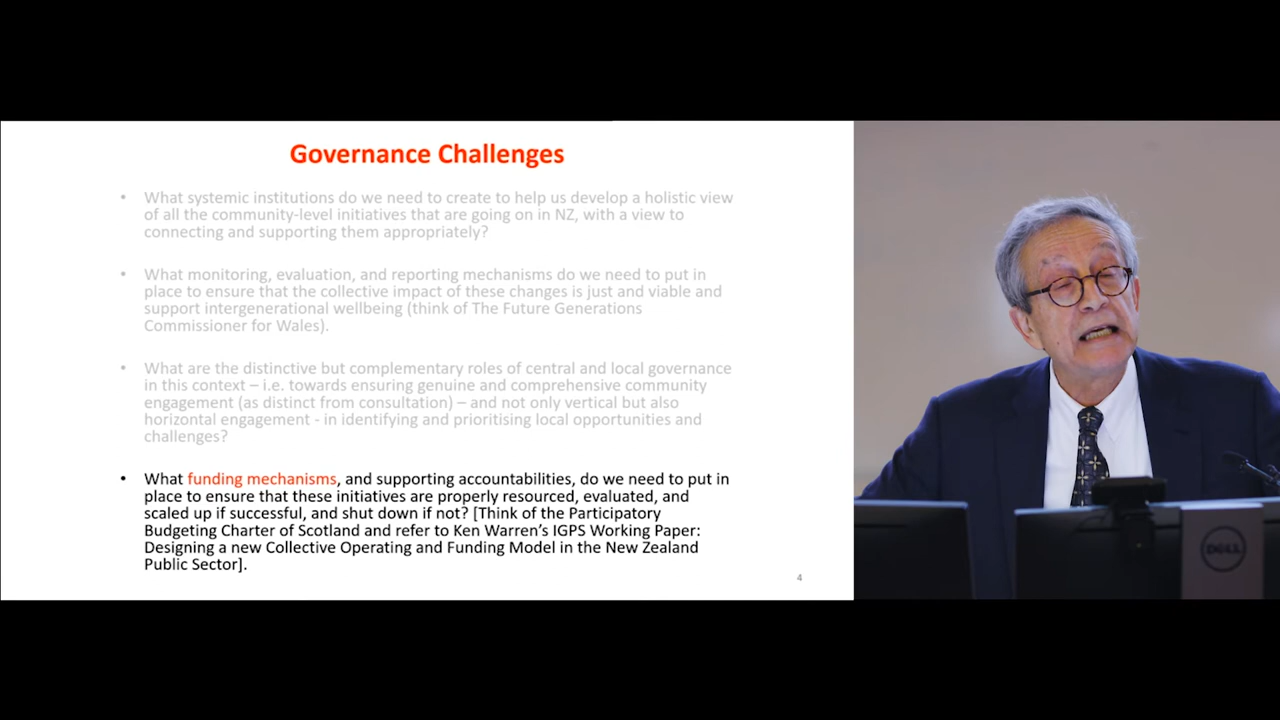 Governance Challenges
• What systemic institutions do we need to create to help us develop a holistic view
of all the community-level initiatives that are going on in NZ, with a view to
connecting and supporting them appropriately?
• What monitoring, evaluation, and reporting mechanisms do we need to put in
place to ensure that the collective impact of these changes is just and viable and
support intergenerational wellbeing (think of The Future Generations
Commissioner for Wales).
• What are the distinctive but complementary roles of central and local governance
in this context – i.e. towards ensuring genuine and comprehensive community
engagement (as distinct from consultation) – and not only vertical but also
horizontal engagement - in identifying and prioritising local opportunities and
challenges?
• What funding mechanisms, and supporting accountabilities, do we need to put in
place to ensure that these initiatives are properly resourced, evaluated, and
scaled up if successful, and shut down if not? [Think of the Participatory
Budgeting Charter of Scotland and refer to Ken Warren’s IGPS Working Paper:
Designing a new Collective Operating and Funding Model in the New Zealand
Public Sector].
4
DELL